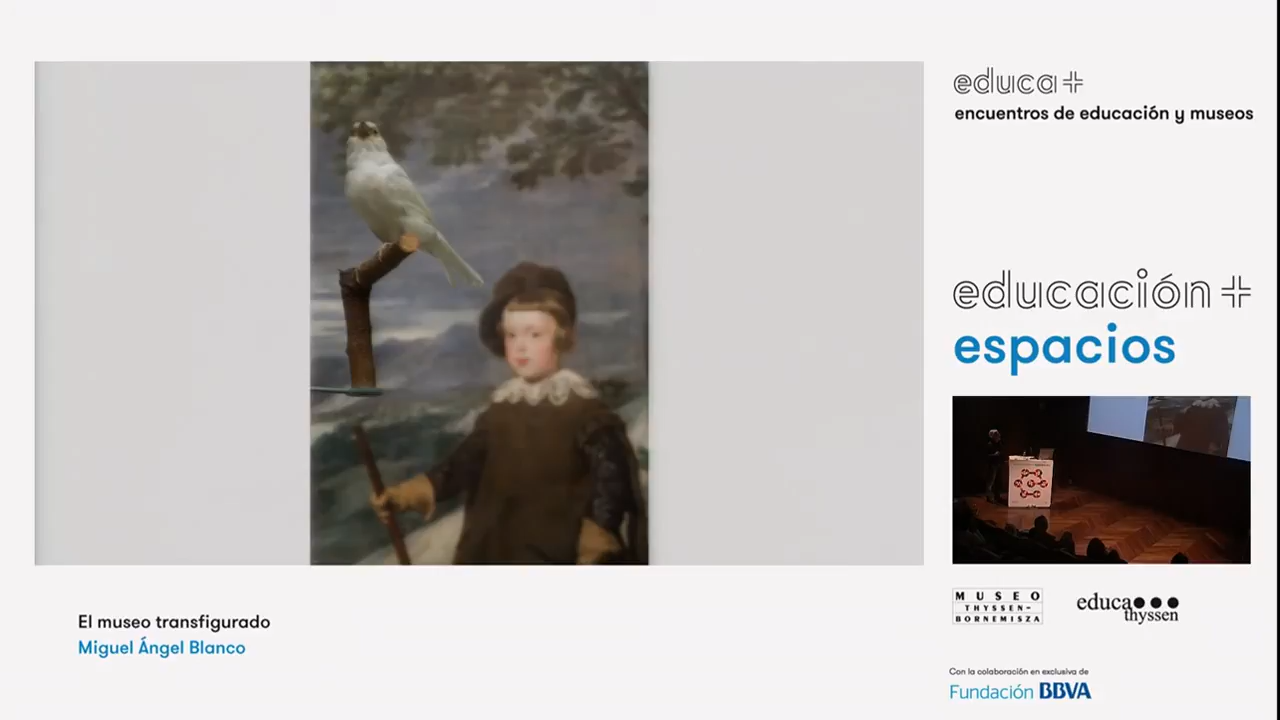 educa+
encuentros de educación y museos
educación+
espacios
El museo transfigurado
Miguel Ángel Blanco
MUSEO
THYSSEN-
BORNEMISZA
educa
thyssen
Con la colaboración en exclusiva de
Fundación BBVA